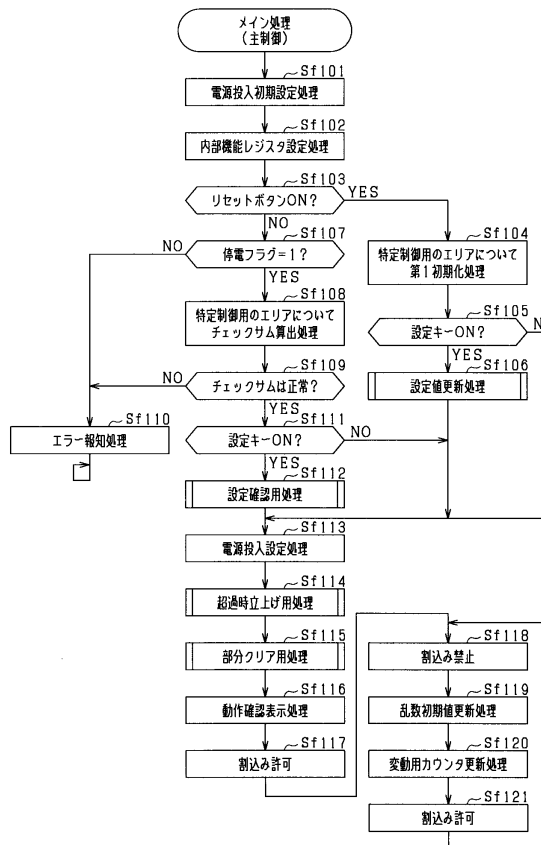 メイン処理
(主制御)
Sf101
電源投入初期設定処理
Sf102
内部機能レジスタ設定処理
Sf103
リセットボタンON?
YES
NO
Sf104
特定制御用のエリアについて
第1初期化処理
Sf105
設定キーON?
NO
YES
Sf106
設定値更新処理
Sf107
停電フラグ=1?
NO
YES
Sf108
特定制御用のエリアについて
チェックサム算出処理
Sf109
チェックサムは正常?
NO
YES
Sf110
エラー報知処理
Sf111
設定キーON?
NO
YES
Sf112
設定確認用処理
Sf113
電源投入設定処理
Sf114
超過時立上げ用処理
Sf115
部分クリア用処理
Sf116
動作確認表示処理
Sf117
割込み許可
Sf118
割込み禁止
Sf119
乱数初期値更新処理
Sf120
変動用カウンタ更新処理
Sf121
割込み許可